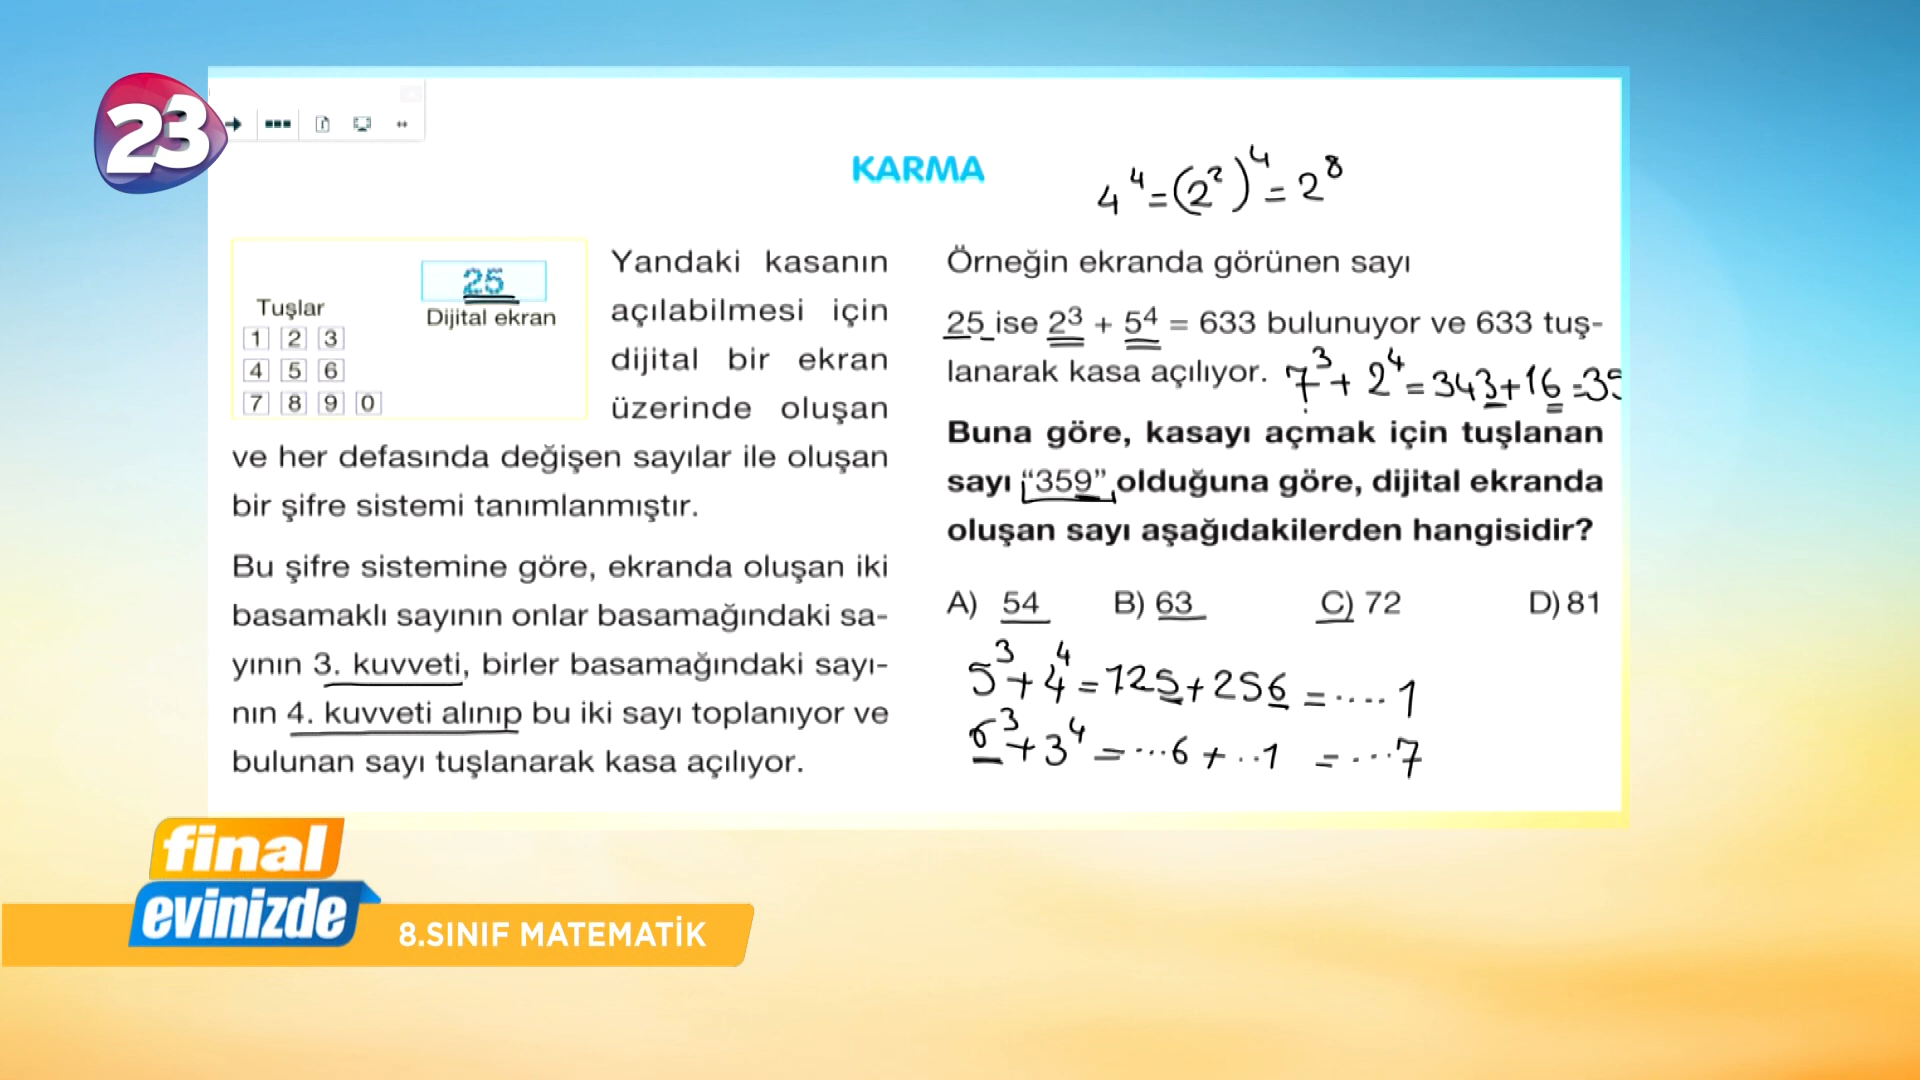 23
KARMA
4⁴=(2²)⁴=2⁸
25
Tuşlar
Dijital ekran
1 2 3
4 5 6
7 8 9 0
Yandaki kasanın
açılabilmesi için
dijital bir ekran
üzerinde oluşan
ve her defasında değişen sayılar ile oluşan
bir şifre sistemi tanımlanmıştır.
Bu şifre sistemine göre, ekranda oluşan iki
basamaklı sayının onlar basamağındaki sa-
yının 3. kuvveti, birler basamağındaki sayı-
nın 4. kuvveti alınıp bu iki sayı toplanıyor ve
bulunan sayı tuşlanarak kasa açılıyor.
Örneğin ekranda görünen sayı
25 ise 2³ + 5⁴ = 633 bulunuyor ve 633 tuş-
lanarak kasa açılıyor. 7³+2⁴=343+16=35
Buna göre, kasayı açmak için tuşlanan
sayı “359” olduğuna göre, dijital ekranda
oluşan sayı aşağıdakilerden hangisidir?
A) 54 B) 63 C) 72 D) 81
5³+4⁴=125+256=....1
6³+3⁴=...6+..1 =...7
final
evinizde
8.SINIF MATEMATİK